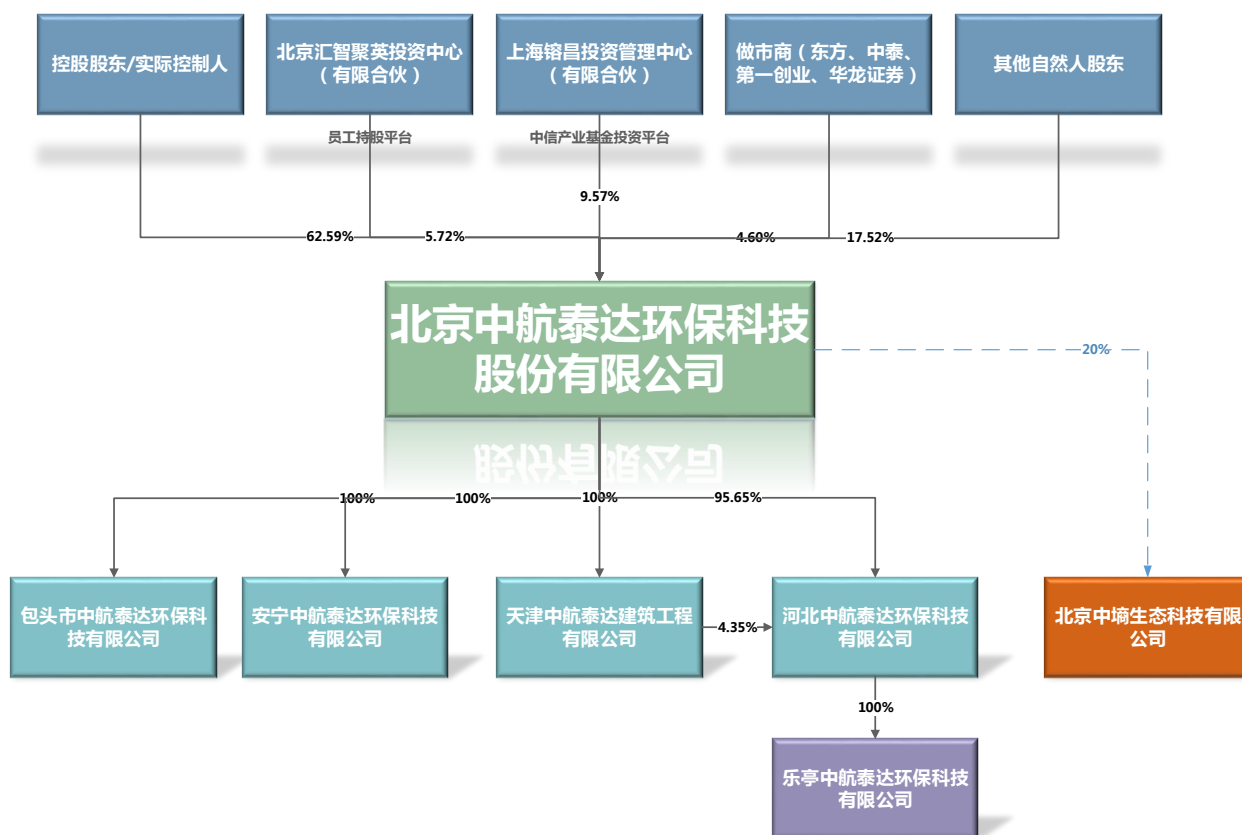 控股股东/实际控制人
北京汇智聚英投资中心
（有限合伙）
上海镕昌投资管理中心
（有限合伙）
做市商（东方、中泰、
第一创业、华龙证券）
其他自然人股东
员工持股平台
中信产业基金投资平台
9.57%
62.59%
5.72%
4.60%
17.52%
北京中航泰达环保科技
股份有限公司
20%
100%
100%
100%
95.65%
包头市中航泰达环保科
技有限公司
安宁中航泰达环保科技
有限公司
天津中航泰达建筑工程
有限公司
4.35%
河北中航泰达环保科技
有限公司
北京中墒生态科技有限
公司
100%
乐亭中航泰达环保科技
有限公司